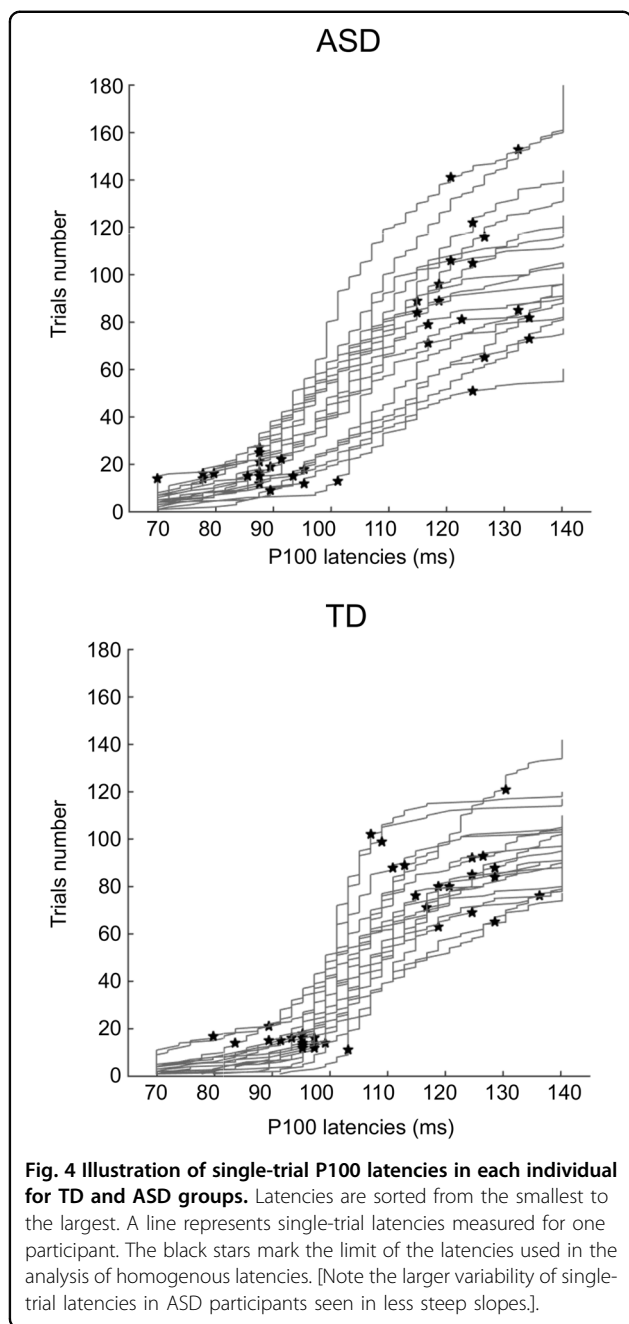 ASD
180
160
140
120
100
80
60
40
20
0
Trials number
70 80 90 100 110 120 130 140
P100 latencies (ms)
TD
180
160
140
120
100
80
60
40
20
0
Trials number
70 80 90 100 110 120 130 140
P100 latencies (ms)
Fig. 4 Illustration of single-trial P100 latencies in each individual
for TD and ASD groups. Latencies are sorted from the smallest to
the largest. A line represents single-trial latencies measured for one
participant. The black stars mark the limit of the latencies used in the
analysis of homogenous latencies. [Note the larger variability of single-
trial latencies in ASD participants seen in less steep slopes.].